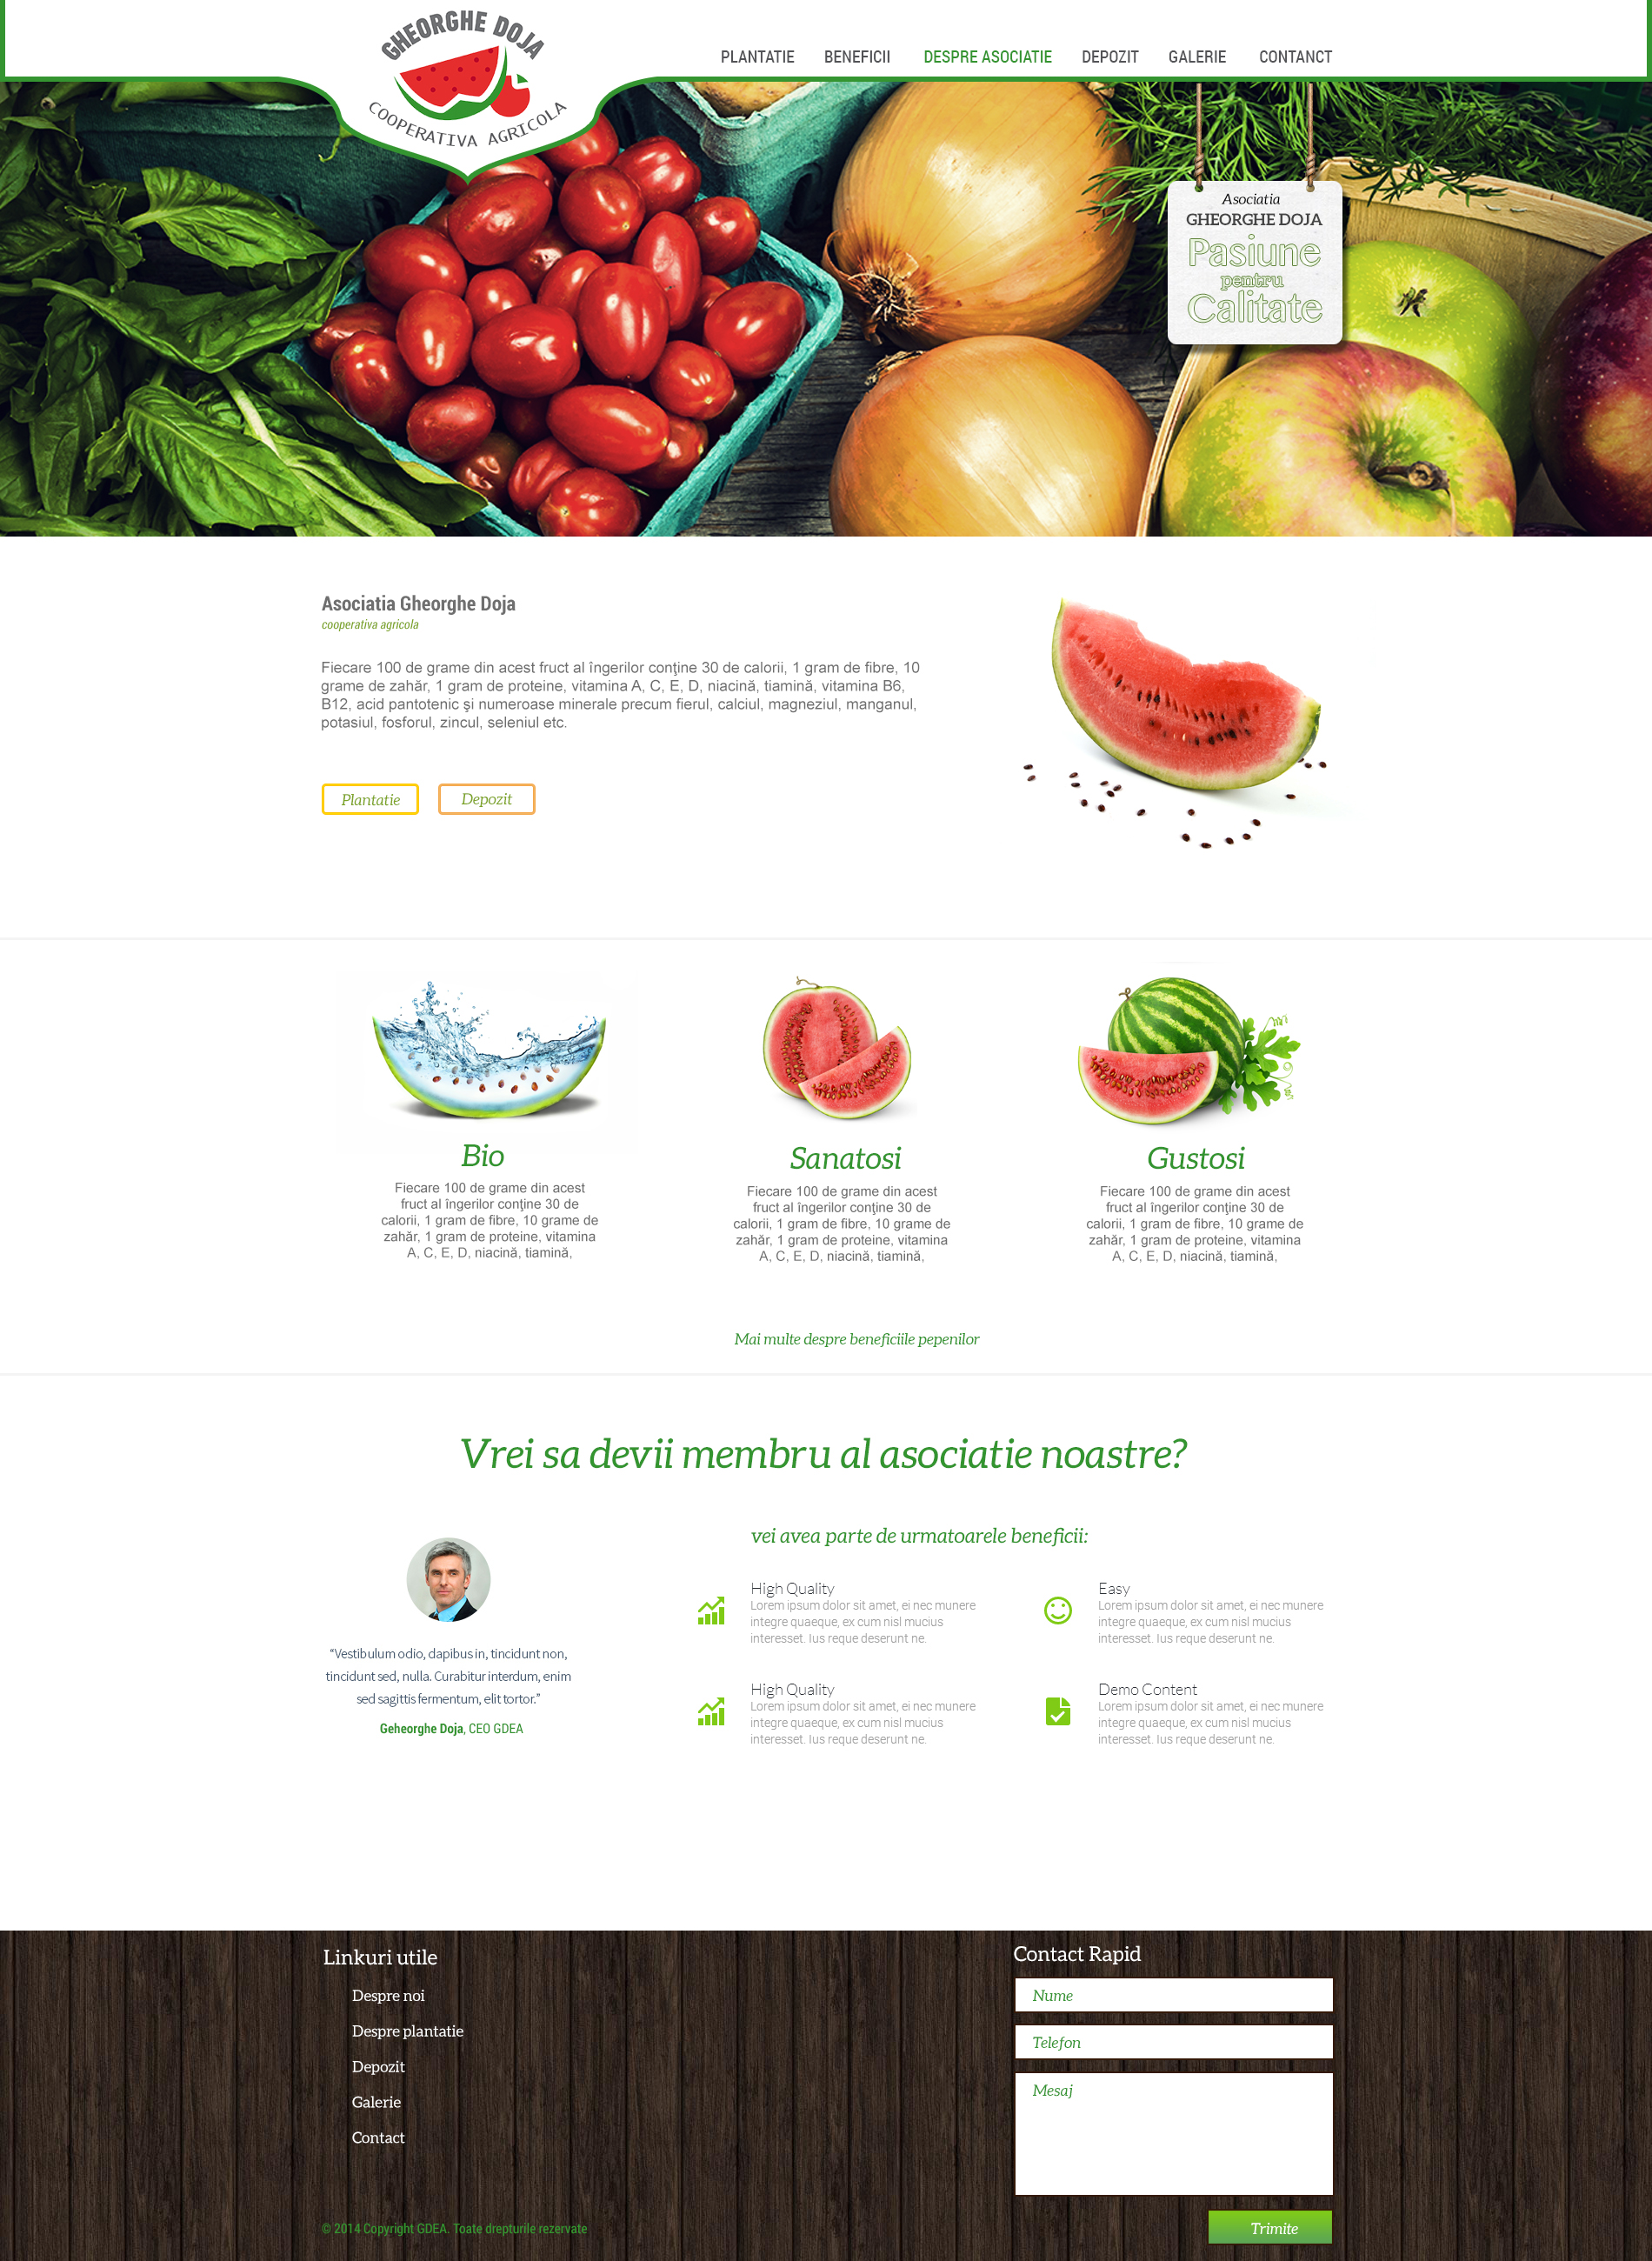 GHEORGHE DOJA
COOPERATIVA AGRICOLA
PLANTATIE BENEFICII DESPRE ASOCIATIE DEPOZIT GALERIE CONTANCT
Asociatia
GHEORGHE DOJA
Pasiune
pentru
Calitate
Asociatia Gheorghe Doja
cooperativa agricola
Fiecare 100 de grame din acest fruct al îngerilor conţine 30 de calorii, 1 gram de fibre, 10
grame de zahăr, 1 gram de proteine, vitamina A, C, E, D, niacină, tiamină, vitamina B6,
B12, acid pantotenic şi numeroase minerale precum fierul, calciul, magneziul, manganul,
potasiul, fosforul, zincul, seleniul etc.
Plantatie Depozit
Bio
Fiecare 100 de grame din acest
fruct al îngerilor conţine 30 de
calorii, 1 gram de fibre, 10 grame de
zahăr, 1 gram de proteine, vitamina
A, C, E, D, niacină, tiamină,
Sanatosi
Fiecare 100 de grame din acest
fruct al îngerilor conţine 30 de
calorii, 1 gram de fibre, 10 grame de
zahăr, 1 gram de proteine, vitamina
A, C, E, D, niacină, tiamină,
Gustosi
Fiecare 100 de grame din acest
fruct al îngerilor conţine 30 de
calorii, 1 gram de fibre, 10 grame de
zahăr, 1 gram de proteine, vitamina
A, C, E, D, niacină, tiamină,
Mai multe despre beneficiile pepenilor
Vrei sa devii membru al asociatie noastre?
“Vestibulum odio, dapibus in, tincidunt non,
tincidunt sed, nulla. Curabitur interdum, enim
sed sagittis fermentum, elit tortor.”
Geheorghe Doja, CEO GDEA
vei avea parte de urmatoarele beneficii:
High Quality
Lorem ipsum dolor sit amet, ei nec munere
integre quaeque, ex cum nisl mucius
interesset. Ius reque deserunt ne.
Easy
Lorem ipsum dolor sit amet, ei nec munere
integre quaeque, ex cum nisl mucius
interesset. Ius reque deserunt ne.
High Quality
Lorem ipsum dolor sit amet, ei nec munere
integre quaeque, ex cum nisl mucius
interesset. Ius reque deserunt ne.
Demo Content
Lorem ipsum dolor sit amet, ei nec munere
integre quaeque, ex cum nisl mucius
interesset. Ius reque deserunt ne.
Linkuri utile
Despre noi
Despre plantatie
Depozit
Galerie
Contact
© 2014 Copyright GDEA. Toate drepturile rezervate
Contact Rapid
Nume
Telefon
Mesaj
Trimite